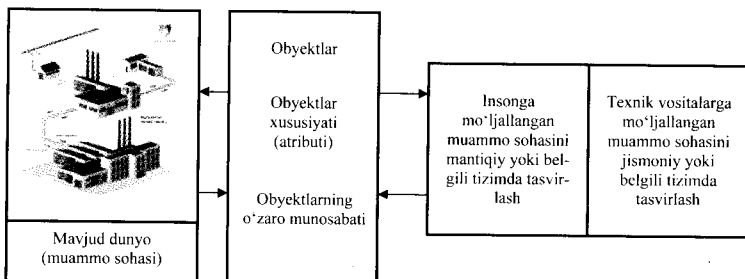 Mavjud dunyo
(muammo sohasi)
Obyektlar
Obyektlar
xususiyati
(atributi)
Obyektlarning
o‘zaro munosabati
Insonga
mo‘ljallangan
muammo sohasini
mantiqiy yoki bel-
gili tizimda tasvir-
lash
Texnik vositalarga
mo‘ljallangan
muammo sohasini
jismoniy yoki
belgili tizimda
tasvirlash